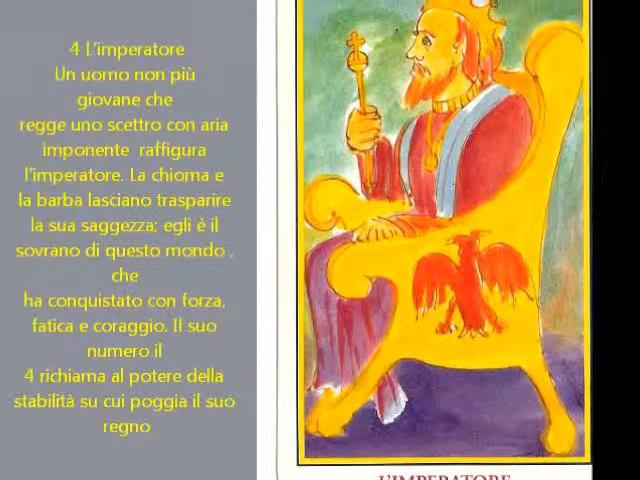 4 L'imperatore
Un uomo non più
giovane che
regge uno scettro con aria
imponente raffigura
l'imperatore. La chioma e
la barba lasciano trasparire
la sua saggezza; egli è il
sovrano di questo mondo ,
che
ha conquistato con forza,
fatica e coraggio. Il suo
numero il
4 richiama al potere della
stabilità su cui poggia il suo
regno
L'IMPERATORE